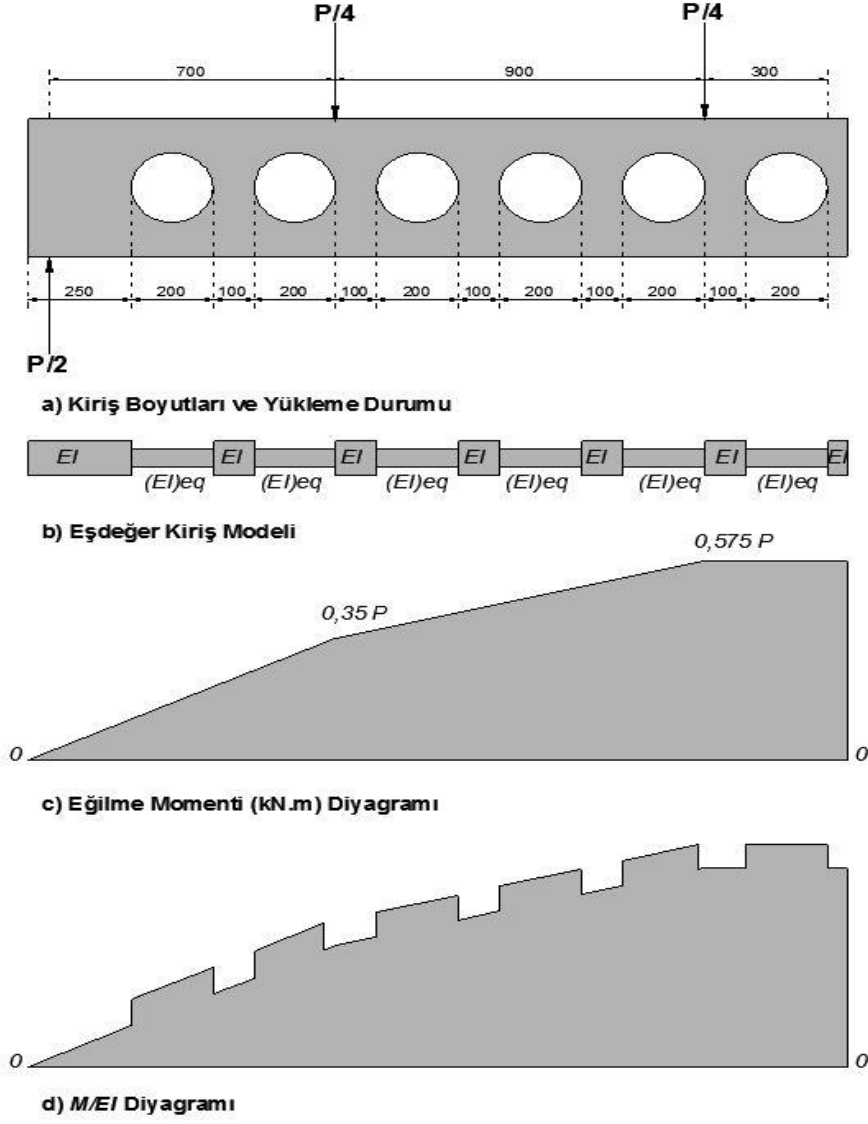 P/4 P/4
700 900 300
250 200 100 200 100 200 100 200 100 200 100 200
P/2
a) Kiriş Boyutları ve Yükleme Durumu
EI EI EI EI EI EI EI
(EI)eq (EI)eq (EI)eq (EI)eq (EI)eq (EI)eq
b) Eşdeğer Kiriş Modeli
0,575 P
0,35 P
0 0
c) Eğilme Momenti (kN.m) Diyagramı
0 0
d) M/EI Diyagramı